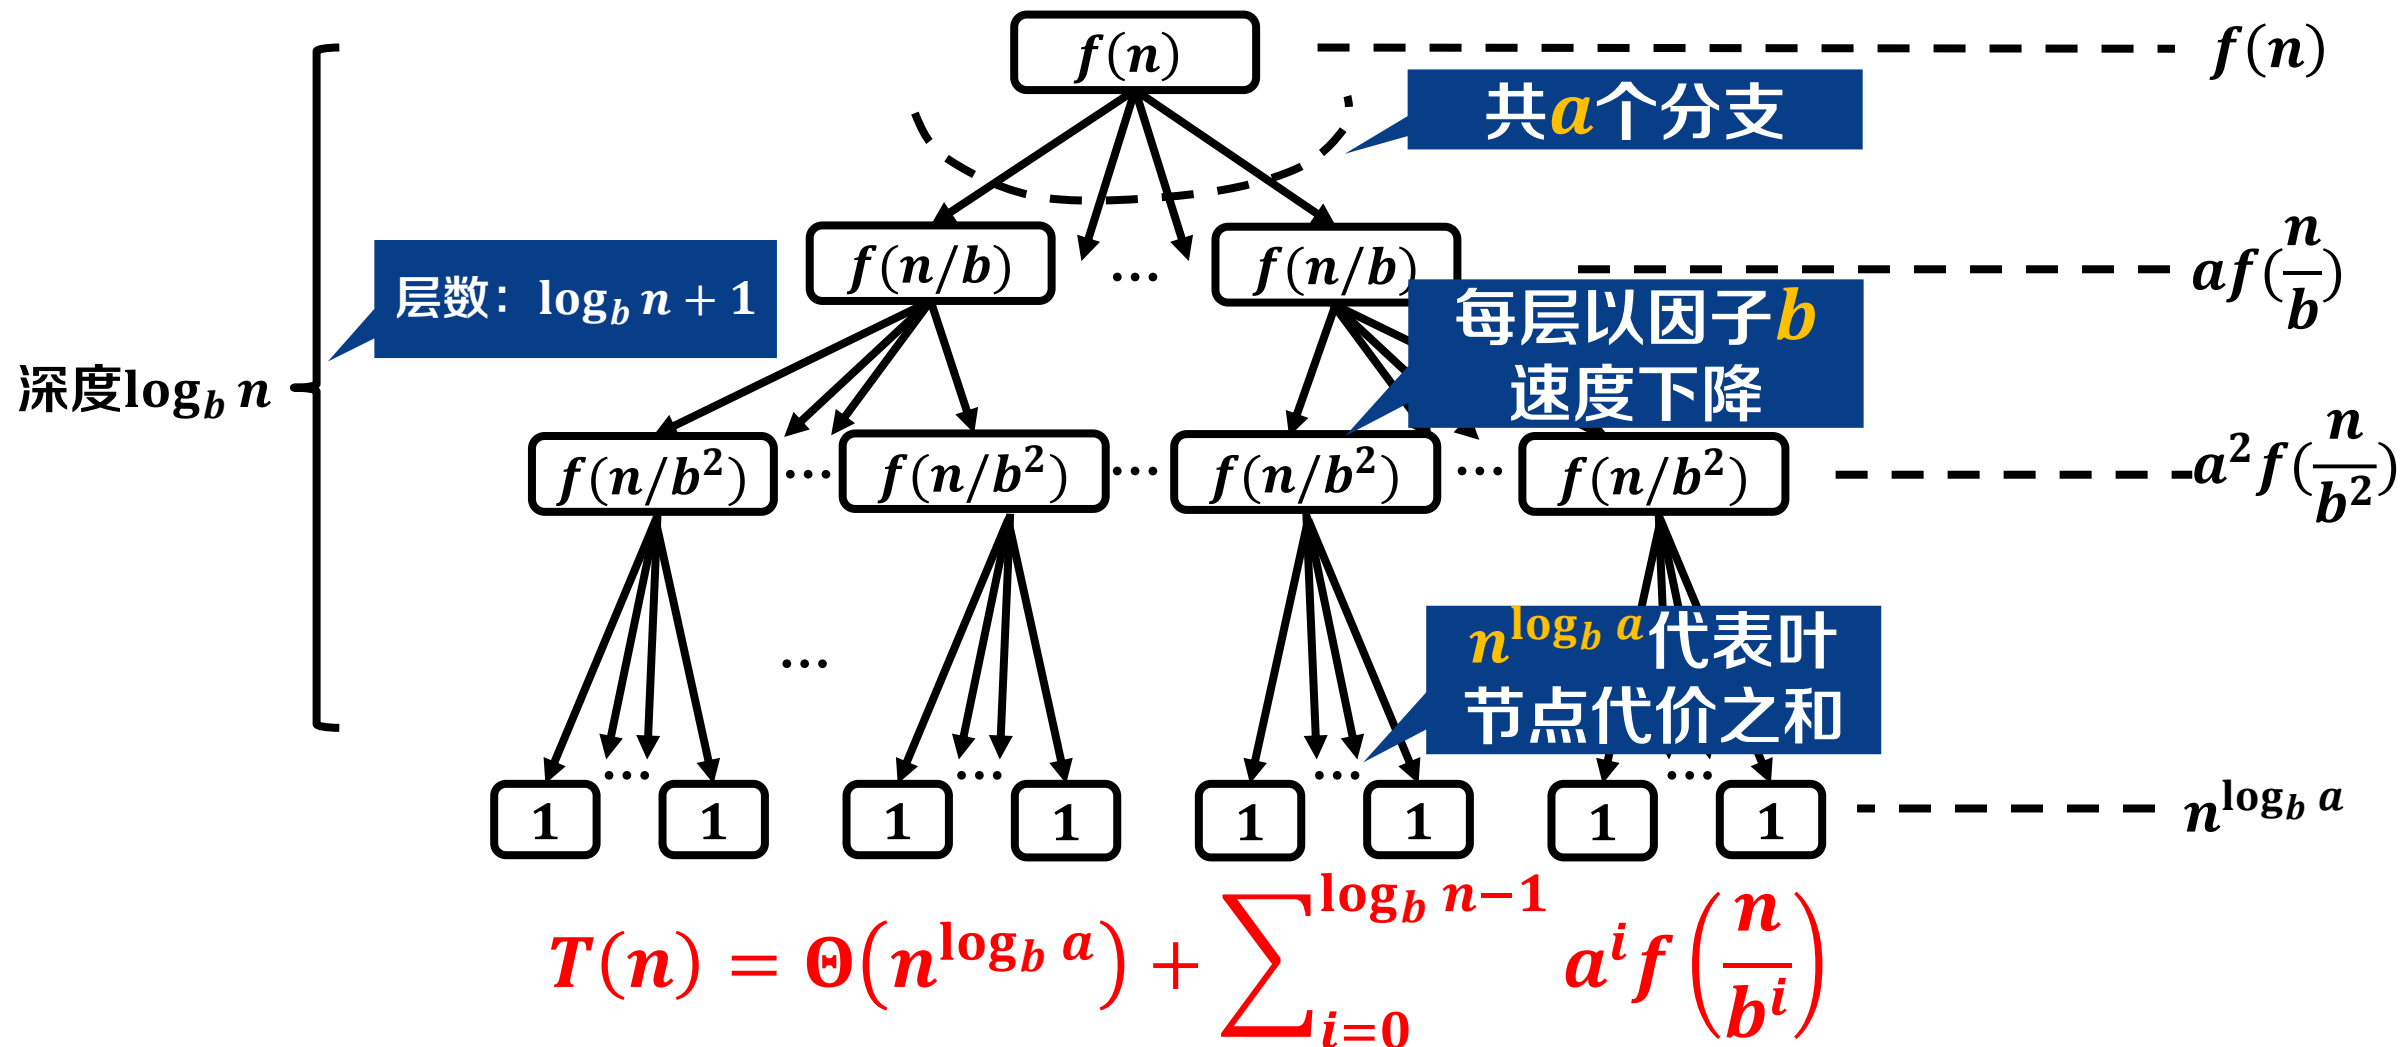 f(n)
f(n)
共a个分支
f(n/b)
…
f(n/b)
af(n/b)
层数：log_b n + 1
每层以因子b
速度下降
深度log_b n
f(n/b²)
…
f(n/b²)
…
f(n/b²)
…
f(n/b²)
a²f(n/b²)
…
n^{log_b a}代表叶
节点代价之和
…
…
…
…
1
1
1
1
1
1
1
1
n^{log_b a}
T(n) = Θ(n^{log_b a}) + ∑_{i=0}^{log_b n−1} a^i f(n/b^i)